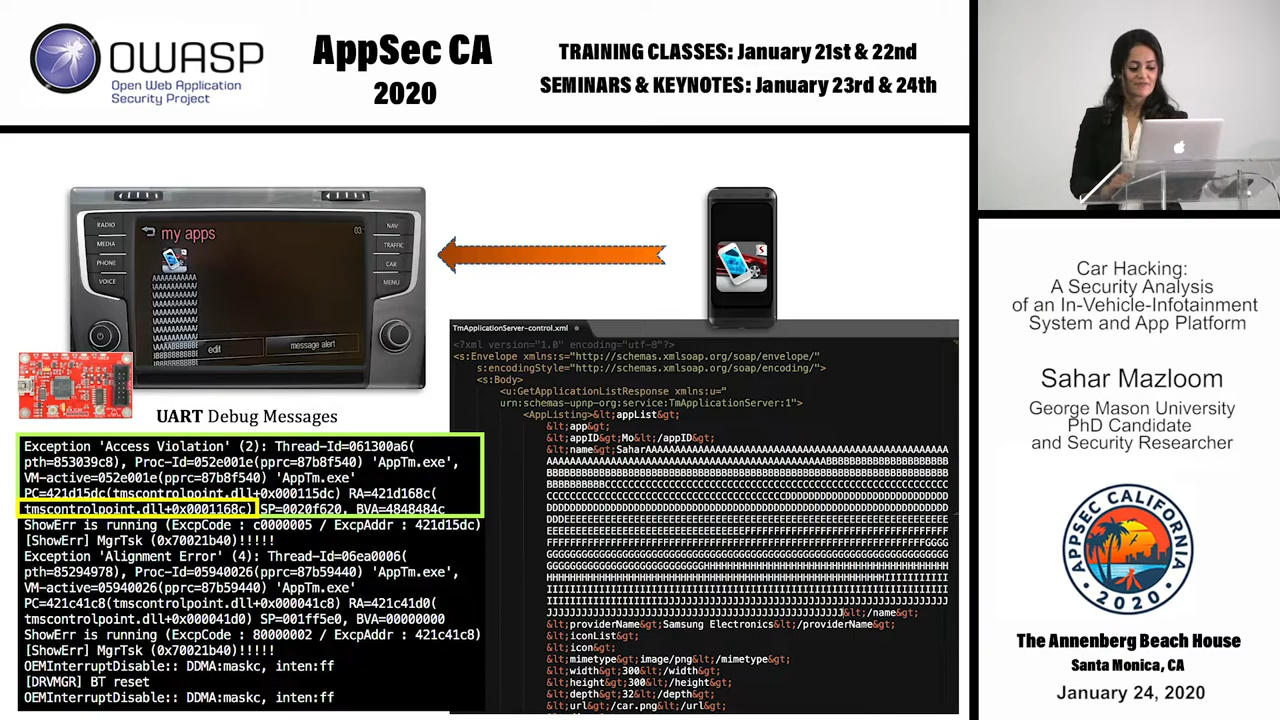 OWASP
Open Web Application
Security Project
AppSec CA
2020
TRAINING CLASSES: January 21st & 22nd
SEMINARS & KEYNOTES: January 23rd & 24th
RADIO
MEDIA
PHONE
VOICE
my apps
03:
AAAAAAAAAA
edit
message alert
NAV
TRAFFIC
CAR
MENU
UART Debug Messages
Exception 'Access Violation' (2): Thread-Id=061300a6(
pth=853039c8), Proc-Id=052e001e(pprc=87b8f540) 'AppTm.exe',
VM-active=052e001e(pprc=87b8f540) 'AppTm.exe'
PC=421d15dc(tmscontrolpoint.dll+0x000115dc) RA=421d168c(
tmscontrolpoint.dll+0x0001168c) SP=0020f620, BVA=4848484c
ShowErr is running (ExcpCode : c0000005 / ExcpAddr : 421d15dc)
[ShowErr] MgrTsk (0x70021b40)!!!!!
Exception 'Alignment Error' (4): Thread-Id=06ea0006(
pth=85294978), Proc-Id=05940026(pprc=87b59440) 'AppTm.exe',
VM-active=05940026(pprc=87b59440) 'AppTm.exe'
PC=421c41c8(tmscontrolpoint.dll+0x000041c8) RA=421c41d0(
tmscontrolpoint.dll+0x000041d0) SP=001ff5e0, BVA=00000000
ShowErr is running (ExcpCode : 80000002 / ExcpAddr : 421c41c8)
[ShowErr] MgrTsk (0x70021b40)!!!!!
OEMInterruptDisable:: DDMA:maskc, inten:ff
[DRVMGR] BT reset
OEMInterruptDisable:: DDMA:maskc, inten:ff
TmApplicationServer-control.xml
<?xml version="1.0" encoding="utf-8"?>
<s:Envelope xmlns:s="http://schemas.xmlsoap.org/soap/envelope/"
s:encodingStyle="http://schemas.xmlsoap.org/soap/encoding/">
<s:Body>
<u:GetApplicationListResponse xmlns:u="
urn:schemas-upnp-org:service:TmApplicationServer:1">
<AppListing>&lt;appList&gt;
&lt;app&gt;
&lt;appID&gt;Mo&lt;/appID&gt;
&lt;/name&gt;
&lt;providerName&gt;Samsung Electronics&lt;/providerName&gt;
&lt;iconList&gt;
&lt;icon&gt;
&lt;mimetype&gt;image/png&lt;/mimetype&gt;
&lt;width&gt;300&lt;/width&gt;
&lt;height&gt;300&lt;/height&gt;
&lt;depth&gt;32&lt;/depth&gt;
&lt;url&gt;/car.png&lt;/url&gt;
Car Hacking:
A Security Analysis
of an In-Vehicle-Infotainment
System and App Platform
Sahar Mazloom
George Mason University
PhD Candidate
and Security Researcher
APPSEC CALIFORNIA
2020
The Annenberg Beach House
Santa Monica, CA
January 24, 2020